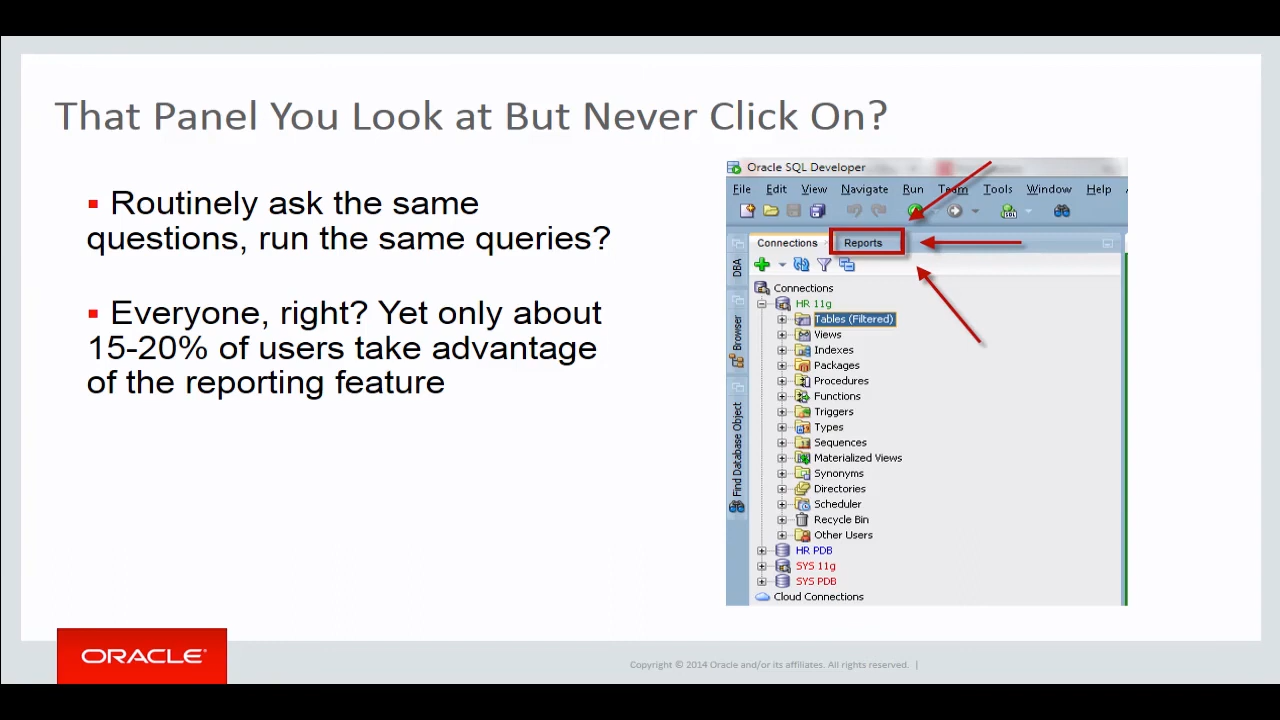 That Panel You Look at But Never Click On?
▪ Routinely ask the same
questions, run the same queries?
▪ Everyone, right? Yet only about
15-20% of users take advantage
of the reporting feature
Oracle SQL Developer
File Edit View Navigate Run Team Tools Window Help
Connections Reports
DBA
Browser
Find Database Object
Connections
HR 11g
Tables (Filtered)
Views
Indexes
Packages
Procedures
Functions
Triggers
Types
Sequences
Materialized Views
Synonyms
Directories
Scheduler
Recycle Bin
Other Users
HR PDB
SYS 11g
SYS PDB
Cloud Connections
ORACLE®
Copyright © 2014 Oracle and/or its affiliates. All rights reserved. |